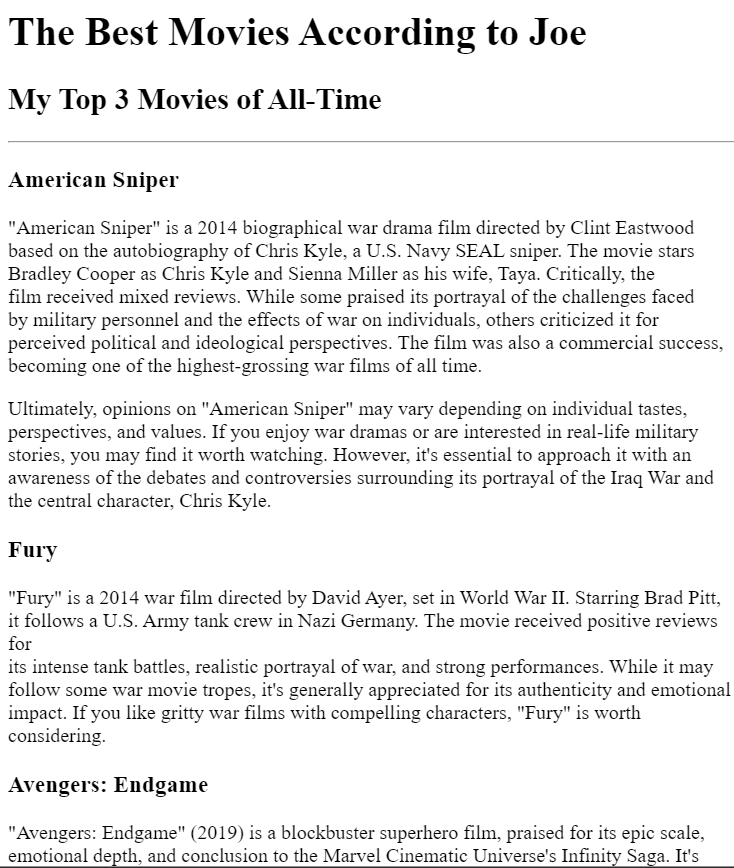 The Best Movies According to Joe
My Top 3 Movies of All-Time
American Sniper
"American Sniper" is a 2014 biographical war drama film directed by Clint Eastwood
based on the autobiography of Chris Kyle, a U.S. Navy SEAL sniper. The movie stars
Bradley Cooper as Chris Kyle and Sienna Miller as his wife, Taya. Critically, the
film received mixed reviews. While some praised its portrayal of the challenges faced
by military personnel and the effects of war on individuals, others criticized it for
perceived political and ideological perspectives. The film was also a commercial success,
becoming one of the highest-grossing war films of all time.
Ultimately, opinions on "American Sniper" may vary depending on individual tastes,
perspectives, and values. If you enjoy war dramas or are interested in real-life military
stories, you may find it worth watching. However, it's essential to approach it with an
awareness of the debates and controversies surrounding its portrayal of the Iraq War and
the central character, Chris Kyle.
Fury
"Fury" is a 2014 war film directed by David Ayer, set in World War II. Starring Brad Pitt,
it follows a U.S. Army tank crew in Nazi Germany. The movie received positive reviews
for
its intense tank battles, realistic portrayal of war, and strong performances. While it may
follow some war movie tropes, it's generally appreciated for its authenticity and emotional
impact. If you like gritty war films with compelling characters, "Fury" is worth
considering.
Avengers: Endgame
"Avengers: Endgame" (2019) is a blockbuster superhero film, praised for its epic scale,
emotional depth, and conclusion to the Marvel Cinematic Universe's Infinity Saga. It's